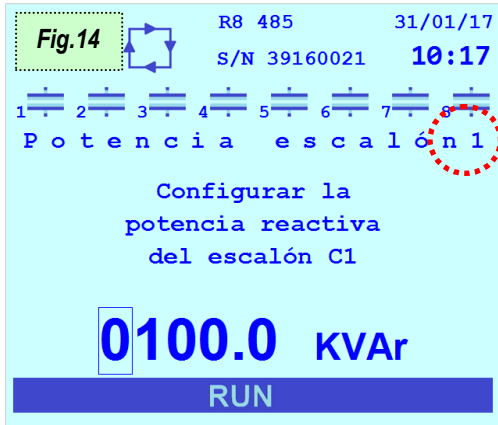 Fig.14
R8 485 31/01/17
S/N 39160021 10:17
1 2 3 4 5 6 7 8
Potencia escalón1
Configurar la
potencia reactiva
del escalón C1
0100.0 KVAr
RUN